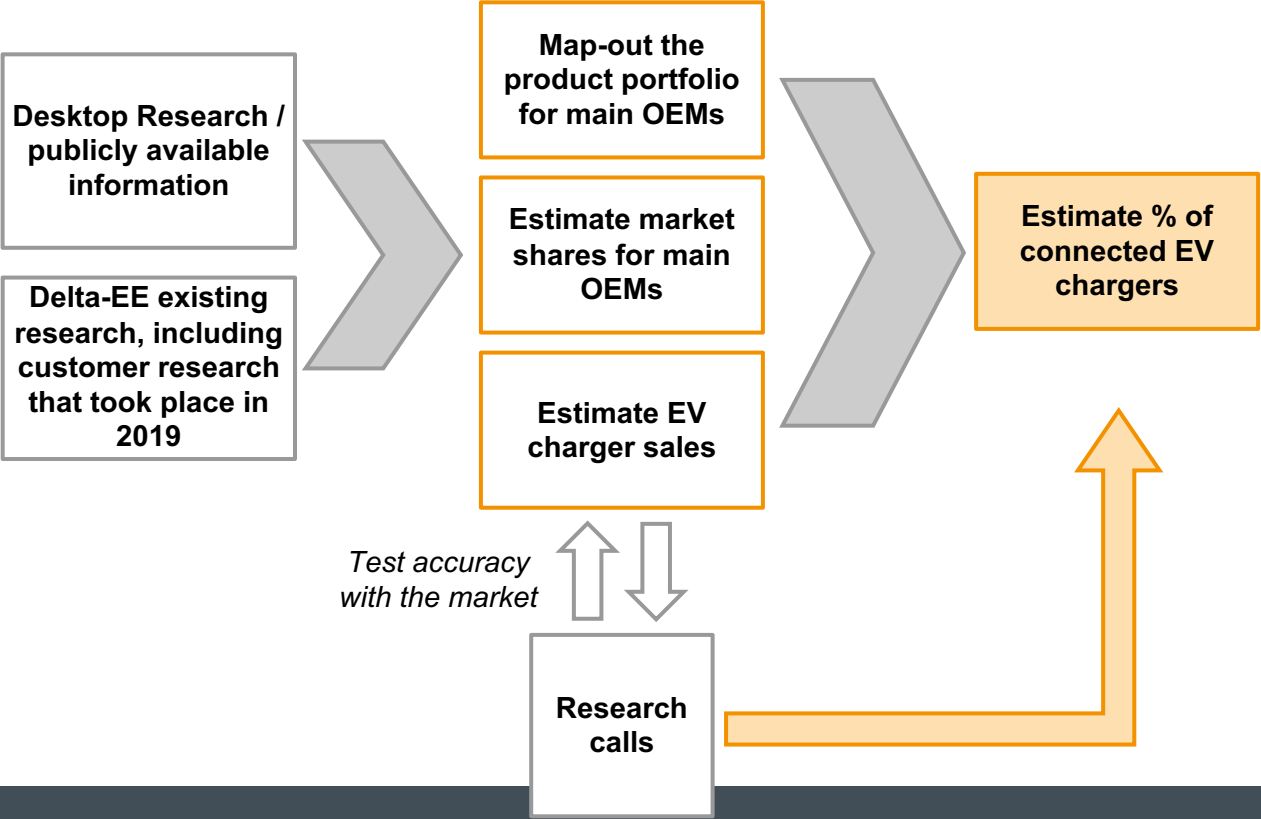 Desktop Research /
publicly available
information
Delta-EE existing
research, including
customer research
that took place in
2019
Map-out the
product portfolio
for main OEMs
Estimate market
shares for main
OEMs
Estimate EV
charger sales
Test accuracy
with the market
Research
calls
Estimate % of
connected EV
chargers